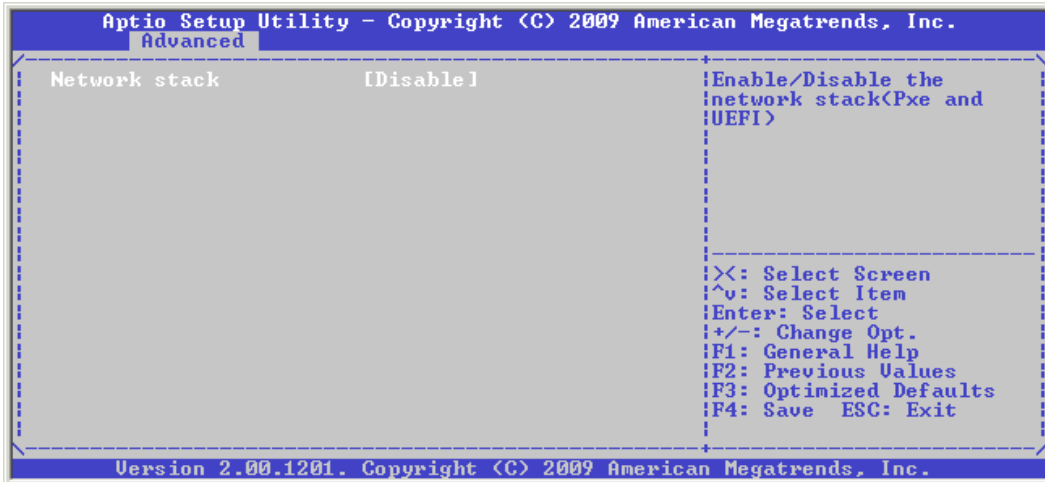 Aptio Setup Utility - Copyright (C) 2009 American Megatrends, Inc.
Advanced
Network stack [Disable]
Enable/Disable the
network stack(Pxe and
UEFI)
><: Select Screen
^v: Select Item
Enter: Select
+/-: Change Opt.
F1: General Help
F2: Previous Values
F3: Optimized Defaults
F4: Save ESC: Exit
Version 2.00.1201. Copyright (C) 2009 American Megatrends, Inc.